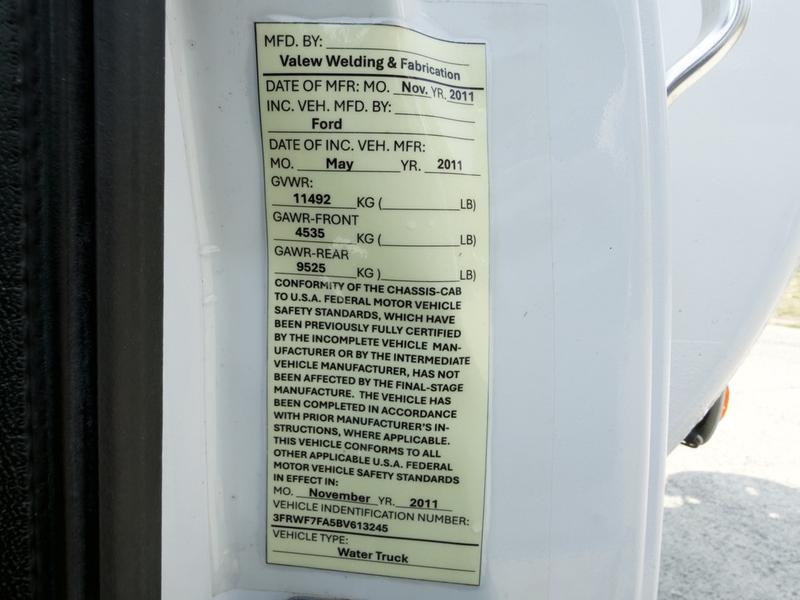 MFD. BY:
Valew Welding & Fabrication
DATE OF MFR: MO. Nov. YR. 2011
INC. VEH. MFD. BY:
Ford
DATE OF INC. VEH. MFR:
MO. May YR. 2011
GVWR:
11492 KG ( LB)
GAWR-FRONT
4535 KG ( LB)
GAWR-REAR
9525 KG ) LB)
CONFORMITY OF THE CHASSIS-CAB
TO U.S.A. FEDERAL MOTOR VEHICLE
SAFETY STANDARDS, WHICH HAVE
BEEN PREVIOUSLY FULLY CERTIFIED
BY THE INCOMPLETE VEHICLE MAN-
UFACTURER OR BY THE INTERMEDIATE
VEHICLE MANUFACTURER, HAS NOT
BEEN AFFECTED BY THE FINAL-STAGE
MANUFACTURE. THE VEHICLE HAS
BEEN COMPLETED IN ACCORDANCE
WITH PRIOR MANUFACTURER'S IN-
STRUCTIONS, WHERE APPLICABLE.
THIS VEHICLE CONFORMS TO ALL
OTHER APPLICABLE U.S.A. FEDERAL
MOTOR VEHICLE SAFETY STANDARDS
IN EFFECT IN:
MO. November YR. 2011
VEHICLE INDENTIFICATION NUMBER:
3FRWF7FA5BV613245
VEHICLE TYPE:
Water Truck